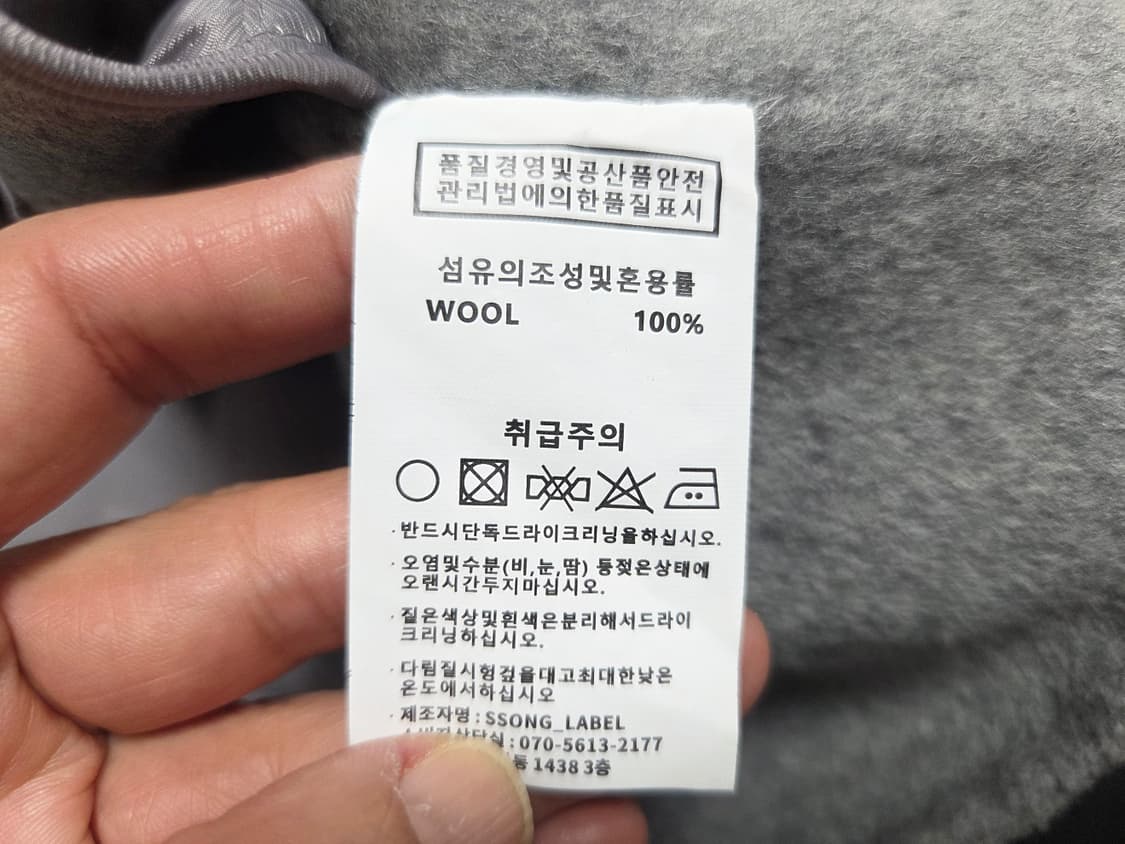 품질경영및공산품안전
관리법에의한품질표시
섬유의조성및혼용률
WOOL 100%
취급주의
· 반드시단독드라이크리닝을하십시오.
· 오염및수분(비,눈,땀) 등젖은상태에
오랜시간두지마십시오.
· 짙은색상및흰색은분리해서드라이
크리닝하십시오.
· 다림질시헝겊을대고최대한낮은
온도에서하십시오
· 제조자명 : SSONG_LABEL
: 070-5613-2177
1438 3층